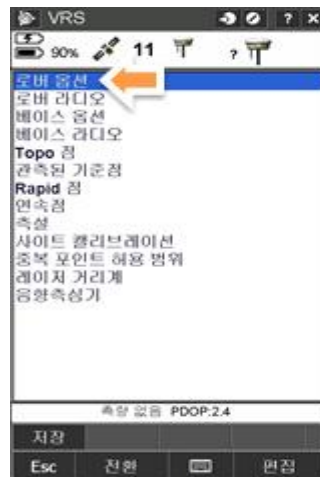 VRS ? x
90% 11 ?
로버 옵션
로버 라디오
베이스 옵션
베이스 라디오
Topo 점
관측된 기준점
Rapid 점
연속점
측설
사이트 캘리브레이션
중복 포인트 허용 범위
레이저 거리계
음향측심기
측량 없음 PDOP:2.4
저장
Esc 전환 편집